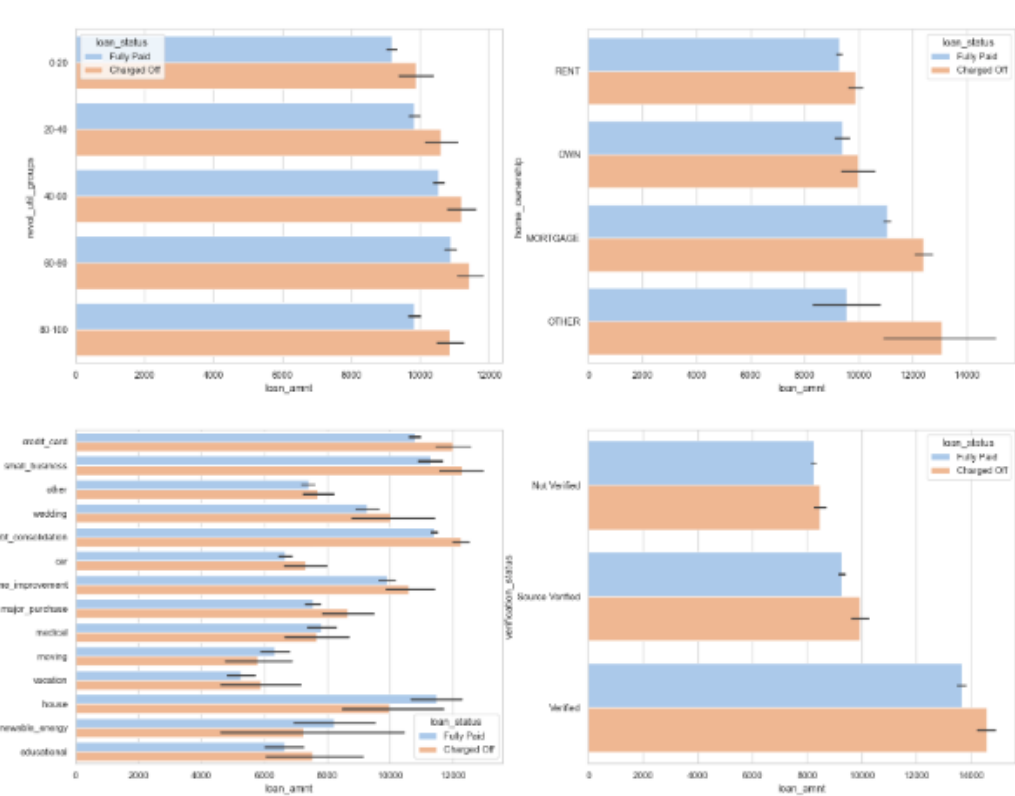 loan_status
Fully Paid
Charged Off
0-20
20-40
40-60
60-80
80-100
revol_util_groups
0 2000 4000 6000 8000 10000 12000
loan_amnt
loan_status
Fully Paid
Charged Off
RENT
OWN
MORTGAGE
OTHER
home_ownership
0 2000 4000 6000 8000 10000 12000 14000
loan_amnt
credit_card
small_business
other
wedding
bt_consolidation
car
me_improvement
major_purchase
medical
moving
vacation
house
newable_energy
educational
loan_status
Fully Paid
Charged Off
0 2000 4000 6000 8000 10000 12000
loan_amnt
loan_status
Fully Paid
Charged Off
Not Verified
Source Verified
Verified
verification_status
0 2000 4000 6000 8000 10000 12000 14000
loan_amnt